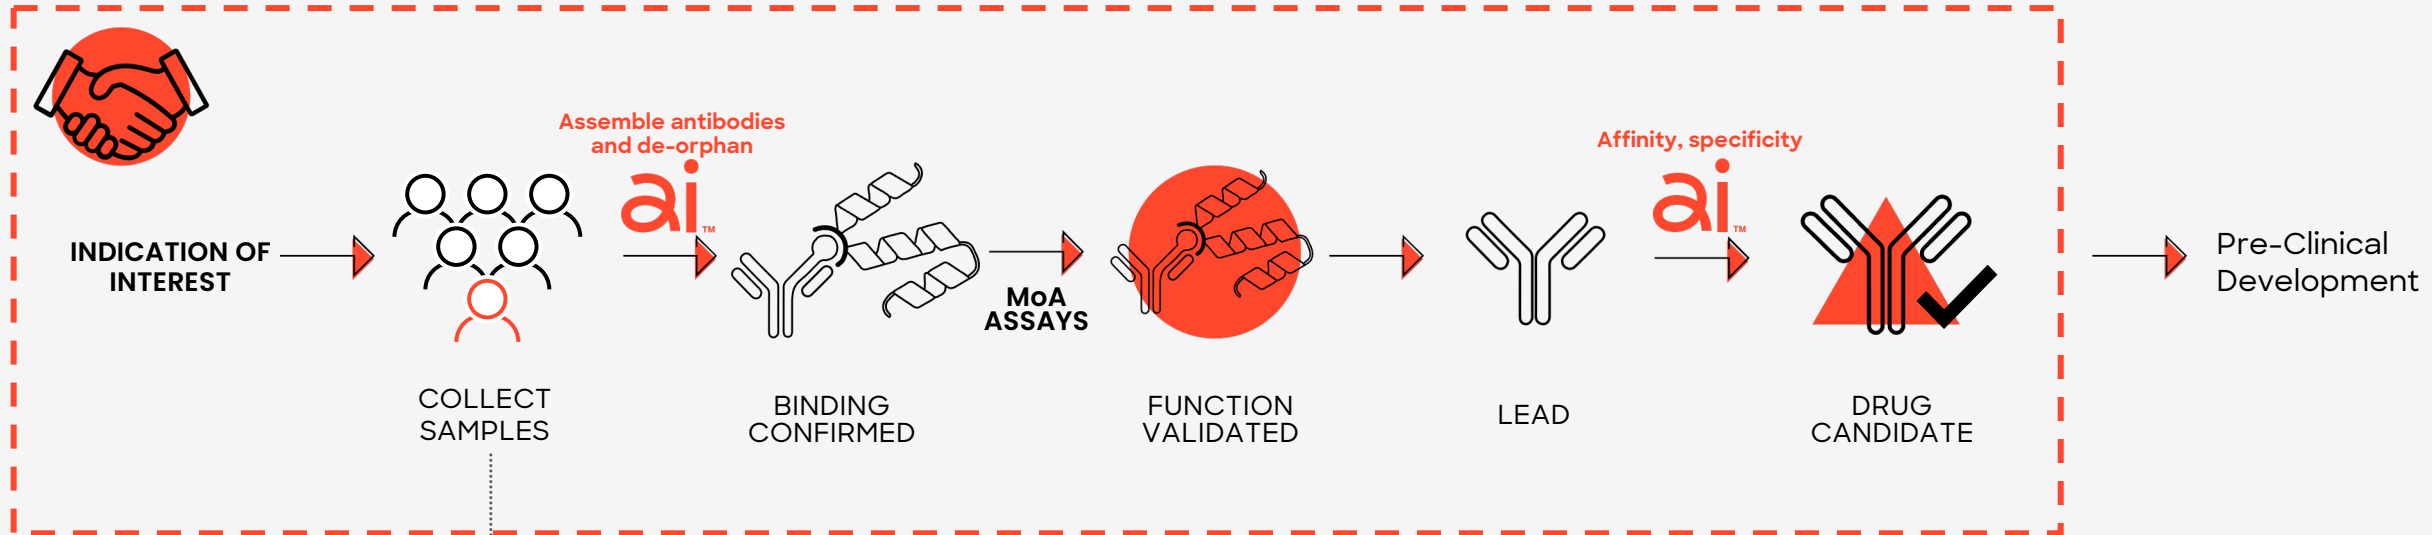 INDICATION OF
INTEREST
COLLECT
SAMPLES
Assemble antibodies
and de-orphan
ai™
BINDING
CONFIRMED
MoA
ASSAYS
FUNCTION
VALIDATED
LEAD
Affinity, specificity
ai™
DRUG
CANDIDATE
Pre-Clinical
Development